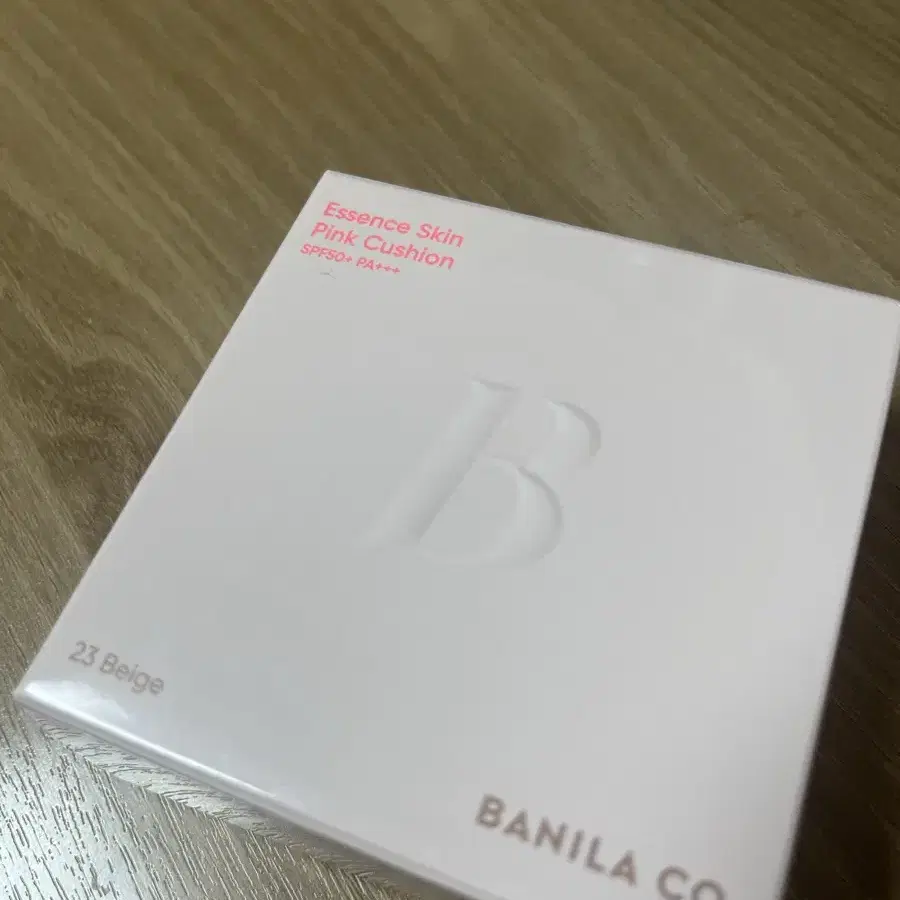 Essence Skin
Pink Cushion
SPF50+ PA+++
B
23 Beige
BANILA CO